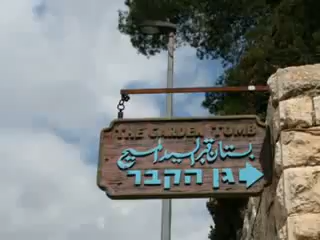 THE GARDEN TOMB
بستان قبر السيد المسيح
גן הקבר